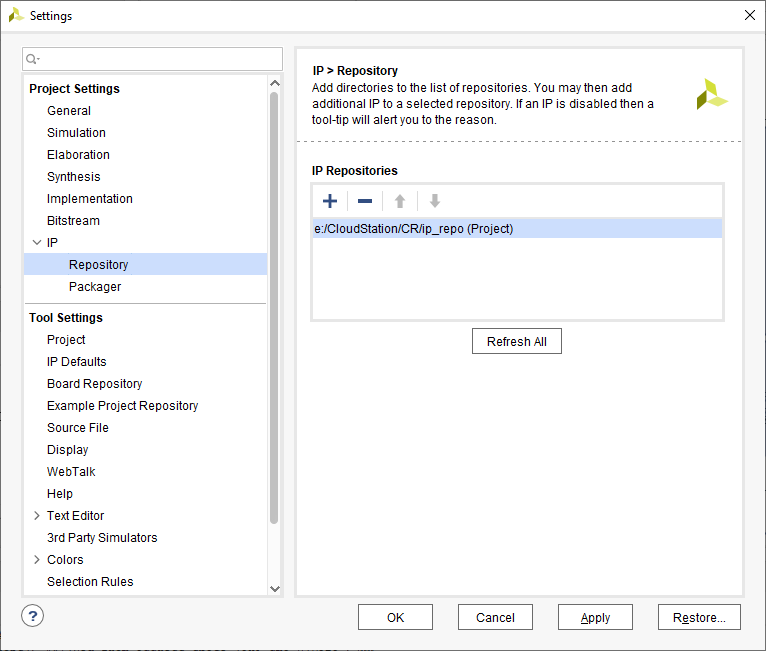 Settings
Project Settings
General
Simulation
Elaboration
Synthesis
Implementation
Bitstream
IP
Repository
Packager
Tool Settings
Project
IP Defaults
Board Repository
Example Project Repository
Source File
Display
WebTalk
Help
Text Editor
3rd Party Simulators
Colors
Selection Rules
IP > Repository
Add directories to the list of repositories. You may then add
additional IP to a selected repository. If an IP is disabled then a
tool-tip will alert you to the reason.
IP Repositories
e:/CloudStation/CR/ip_repo (Project)
Refresh All
?
OK
Cancel
Apply
Restore...